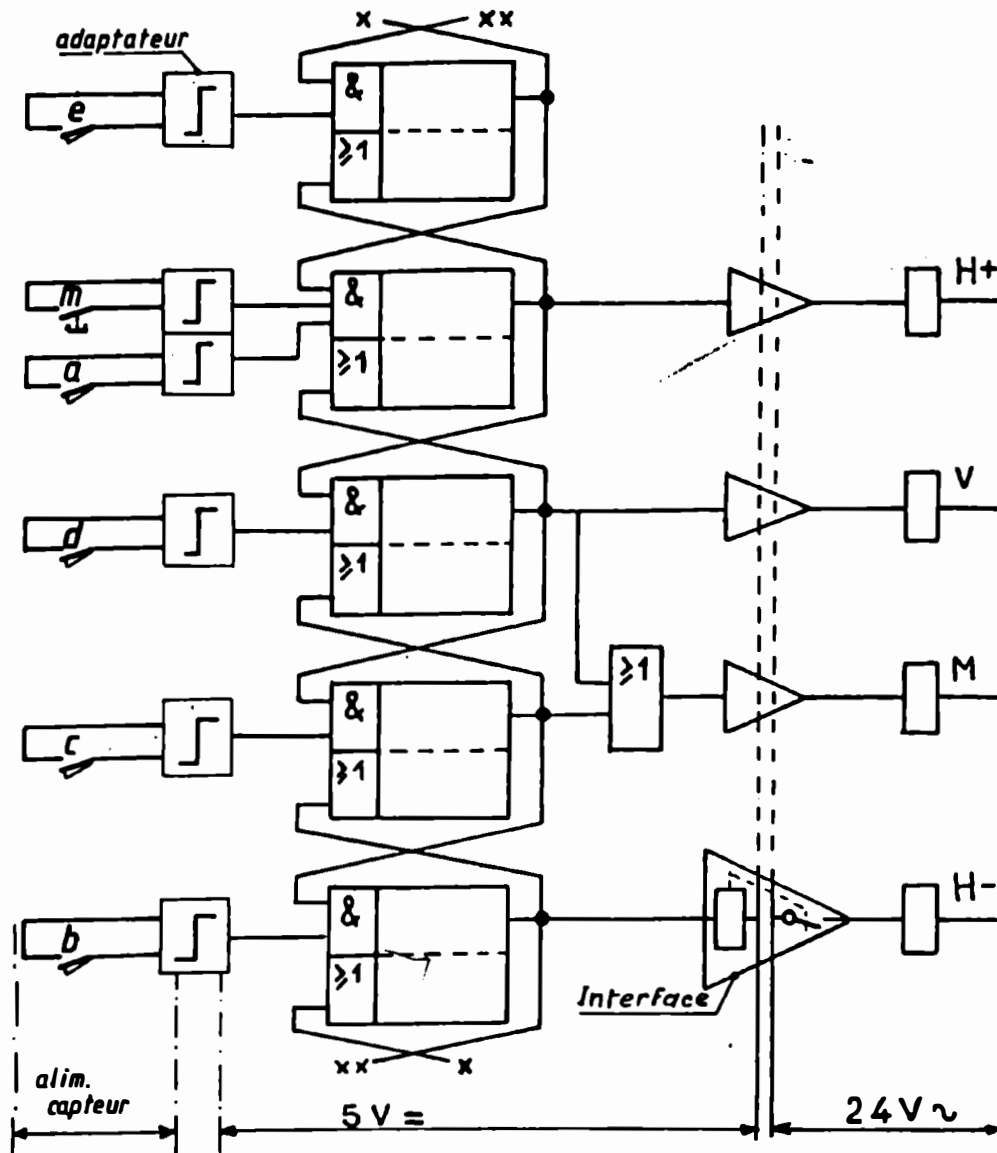 x xx
adaptateur
e
&
≥1
m
a
&
≥1
H+
d
&
≥1
V
c
&
≥1
≥1
M
b
&
≥1
H-
Interface
xx x
alim.
capteur
5 V =
24 V ~